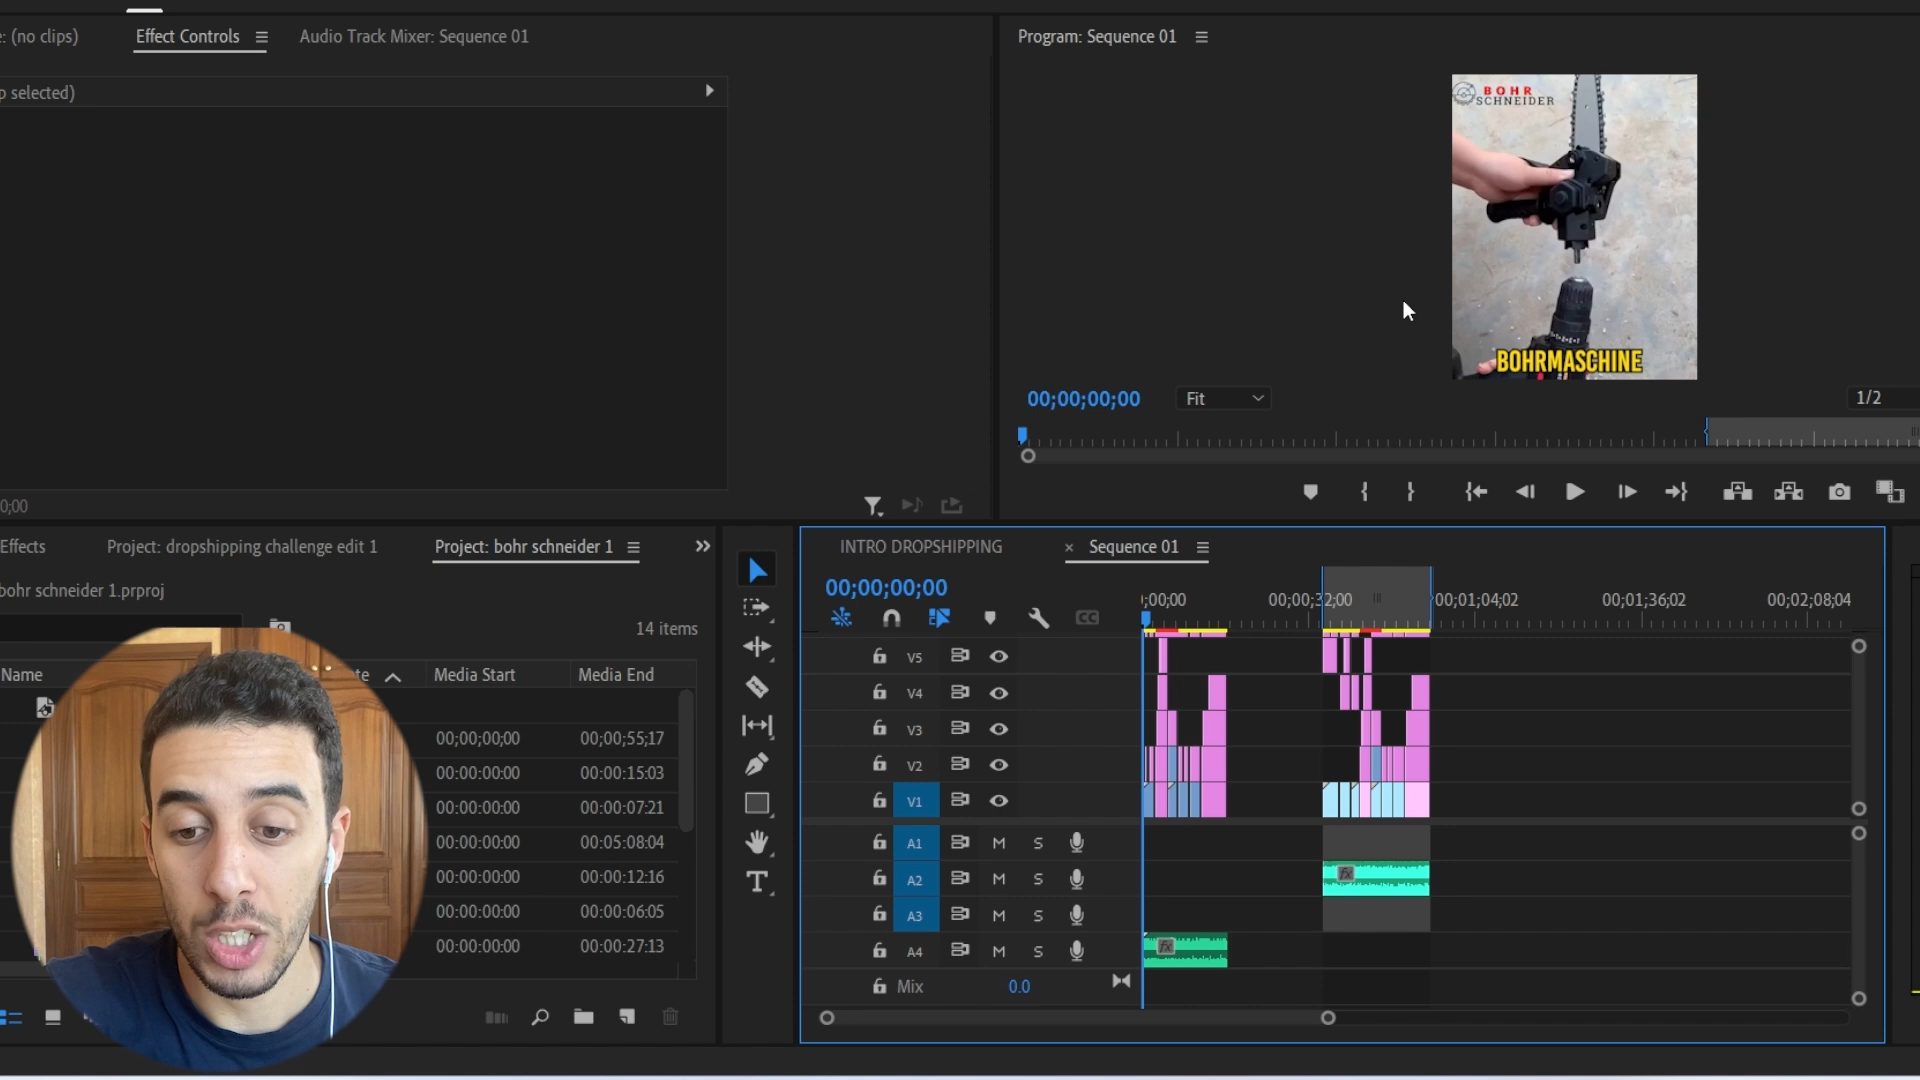 : (no clips)
Effect Controls
Audio Track Mixer: Sequence 01
p selected)
0;00
Program: Sequence 01
BOHR
SCHNEIDER
BOHRMASCHINE
00;00;00;00
Fit
1/2
Effects
Project: dropshipping challenge edit 1
Project: bohr schneider 1
bohr schneider 1.prproj
14 items
Name
te
Media Start
Media End
00;00;00;00
00;00;55;17
00:00:00:00
00:00:15:03
00:00:00:00
00:00:07:21
00:00:00:00
00:05:08:04
00:00:00:00
00:00:12:16
00:00:00:00
00:00:06:05
00:00:00:00
00:00:27:13
INTRO DROPSHIPPING
× Sequence 01
00;00;00;00
;00;00
00;00;32;00
00;01;04;02
00;01;36;02
00;02;08;04
CC
V5
V4
V3
V2
V1
A1 M S
A2 M S
fx
A3 M S
A4 M S
fx
Mix
0.0